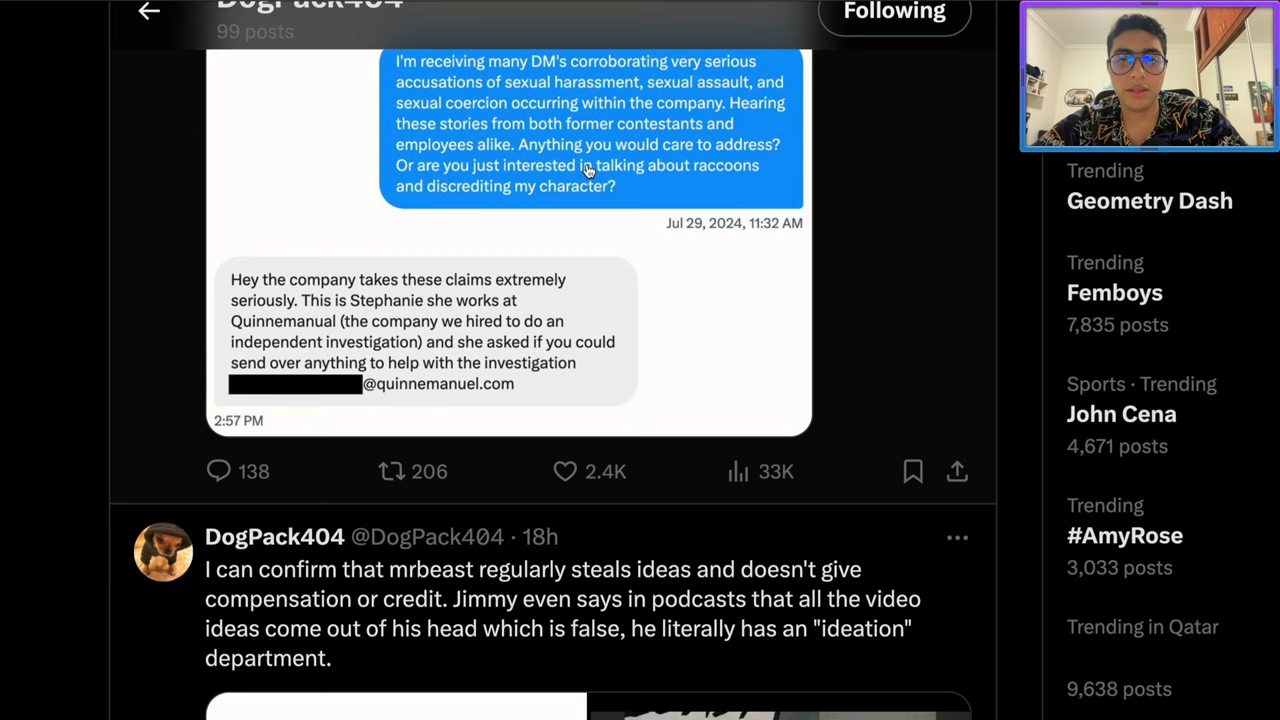 DogPack404
99 posts
Following
I'm receiving many DM's corroborating very serious
accusations of sexual harassment, sexual assault, and
sexual coercion occurring within the company. Hearing
these stories from both former contestants and
employees alike. Anything you would care to address?
Or are you just interested in talking about raccoons
and discrediting my character?
Jul 29, 2024, 11:32 AM
Hey the company takes these claims extremely
seriously. This is Stephanie she works at
Quinnemanual (the company we hired to do an
independent investigation) and she asked if you could
send over anything to help with the investigation
@quinnemanuel.com
2:57 PM
138 206 2.4K 33K
DogPack404 @DogPack404 · 18h
I can confirm that mrbeast regularly steals ideas and doesn't give
compensation or credit. Jimmy even says in podcasts that all the video
ideas come out of his head which is false, he literally has an "ideation"
department.
Trending
Geometry Dash
Trending
Femboys
7,835 posts
Sports · Trending
John Cena
4,671 posts
Trending
#AmyRose
3,033 posts
Trending in Qatar
9,638 posts